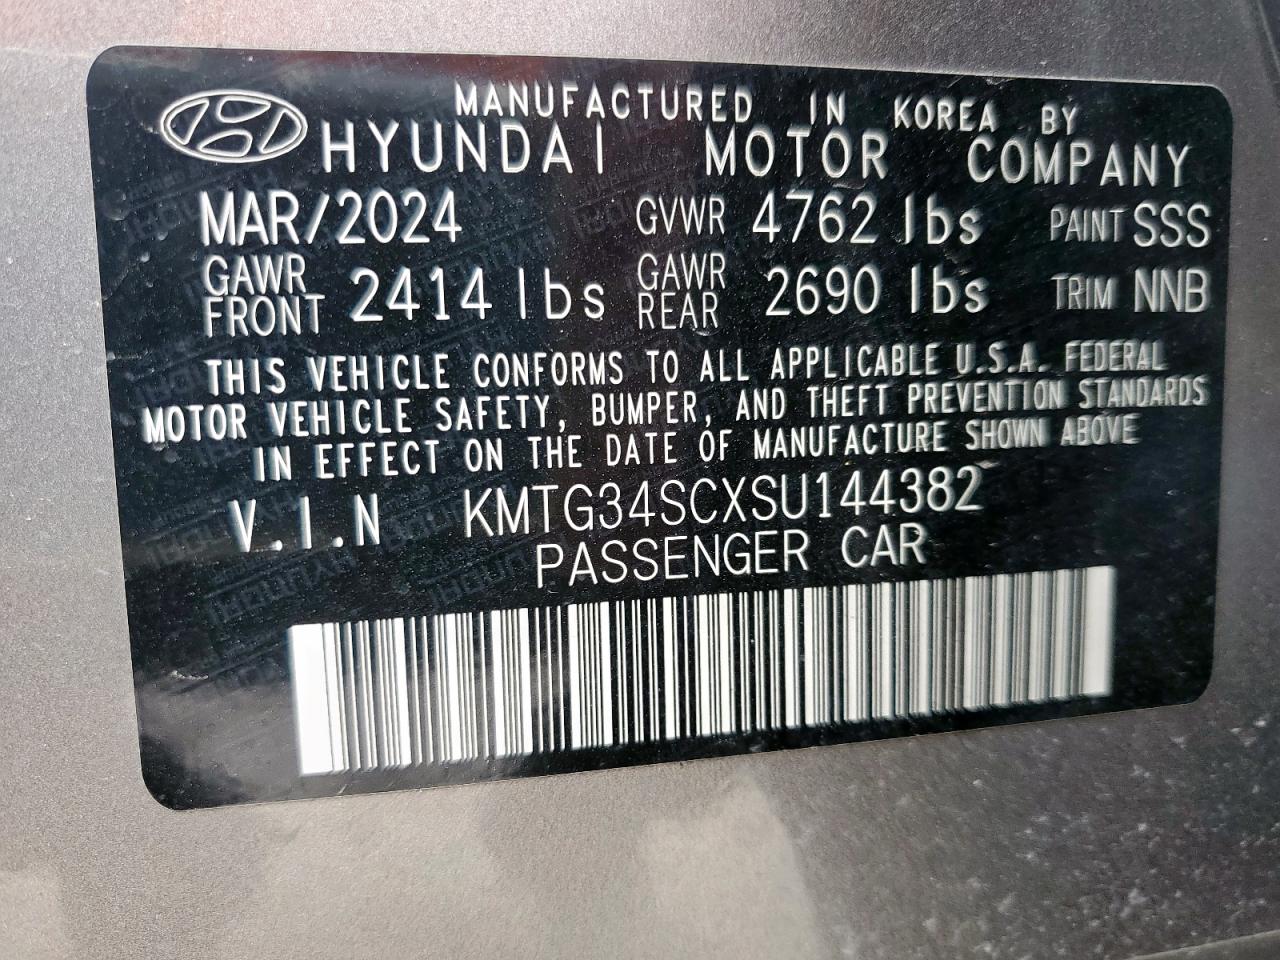 MANUFACTURED IN KOREA BY
HYUNDAI MOTOR COMPANY
MAR/2024 GVWR 4762 lbs PAINT SSS
GAWR FRONT 2414 lbs GAWR REAR 2690 lbs TRIM NNB
THIS VEHICLE CONFORMS TO ALL APPLICABLE U.S.A. FEDERAL
MOTOR VEHICLE SAFETY, BUMPER, AND THEFT PREVENTION STANDARDS
IN EFFECT ON THE DATE OF MANUFACTURE SHOWN ABOVE
V.I.N KMTG34SCXSU144382
PASSENGER CAR